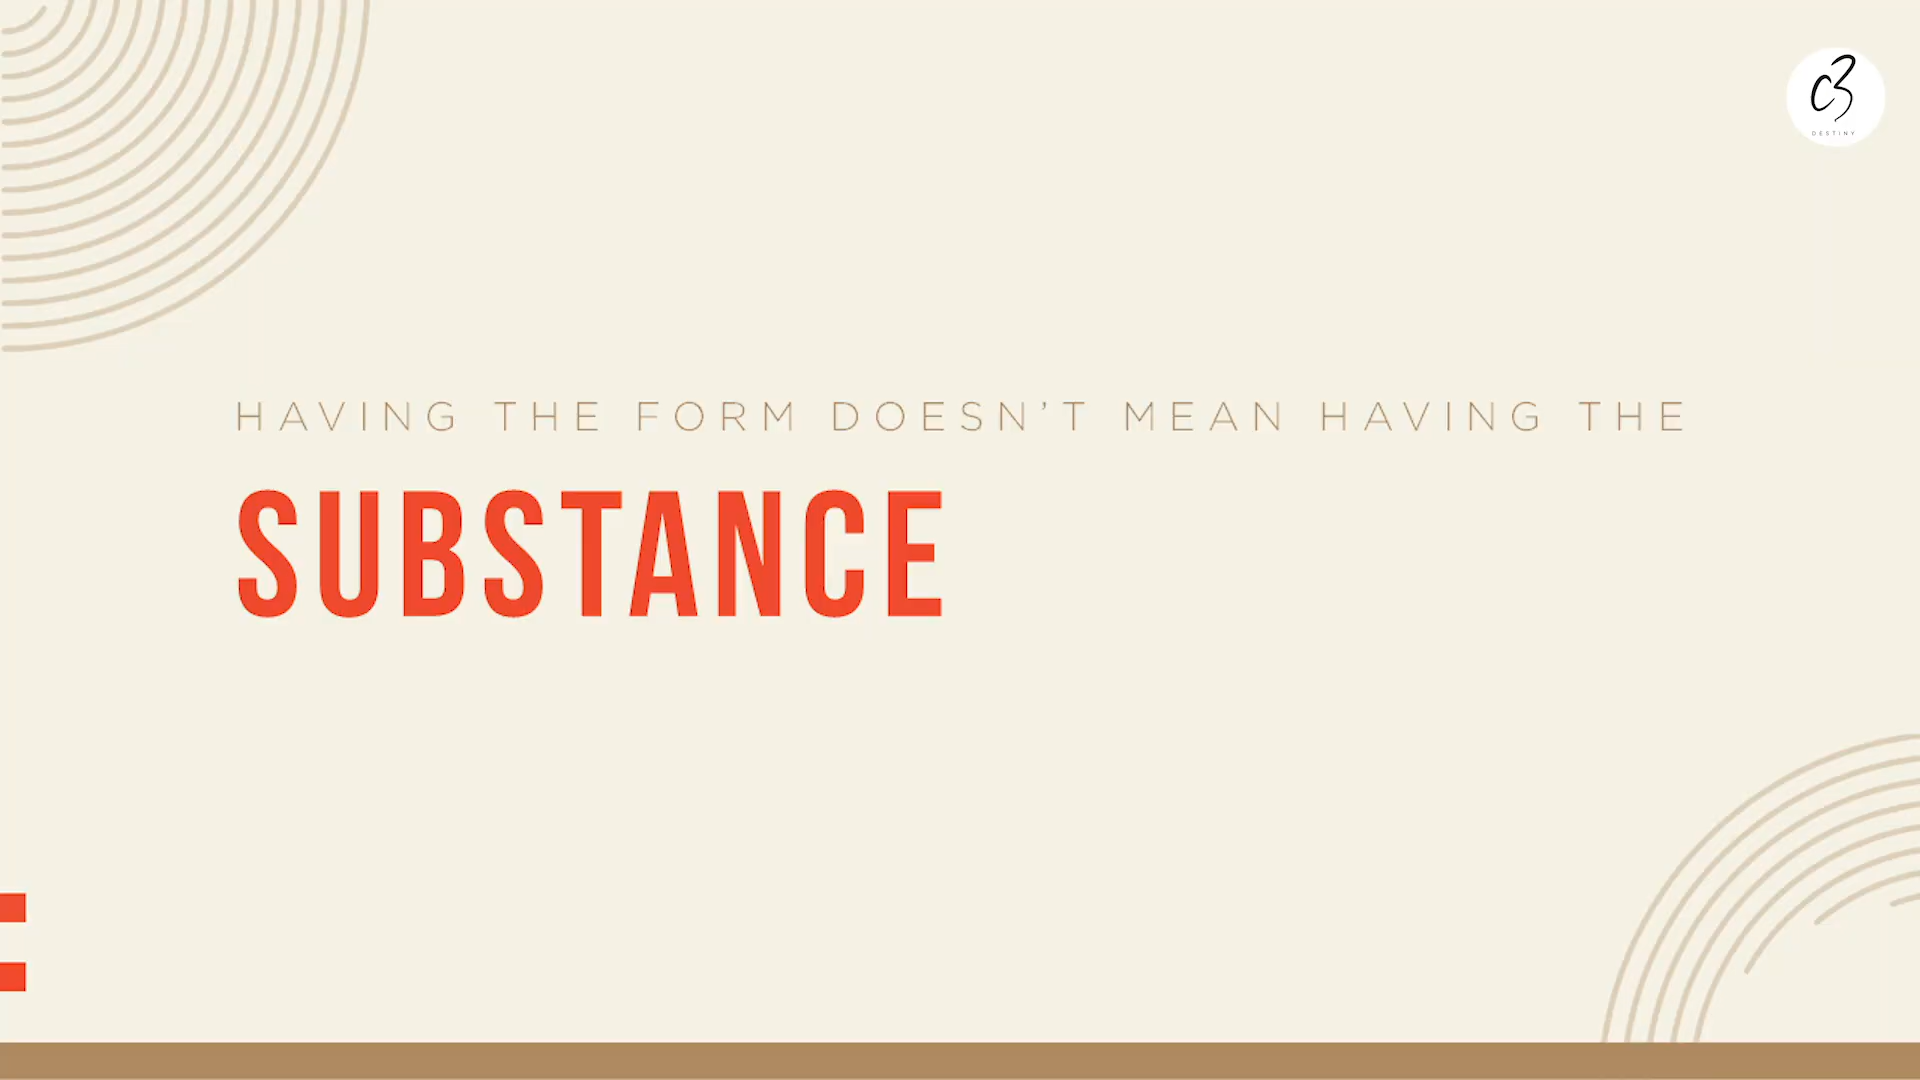 C3
DESTINY
HAVING THE FORM DOESN’T MEAN HAVING THE
SUBSTANCE